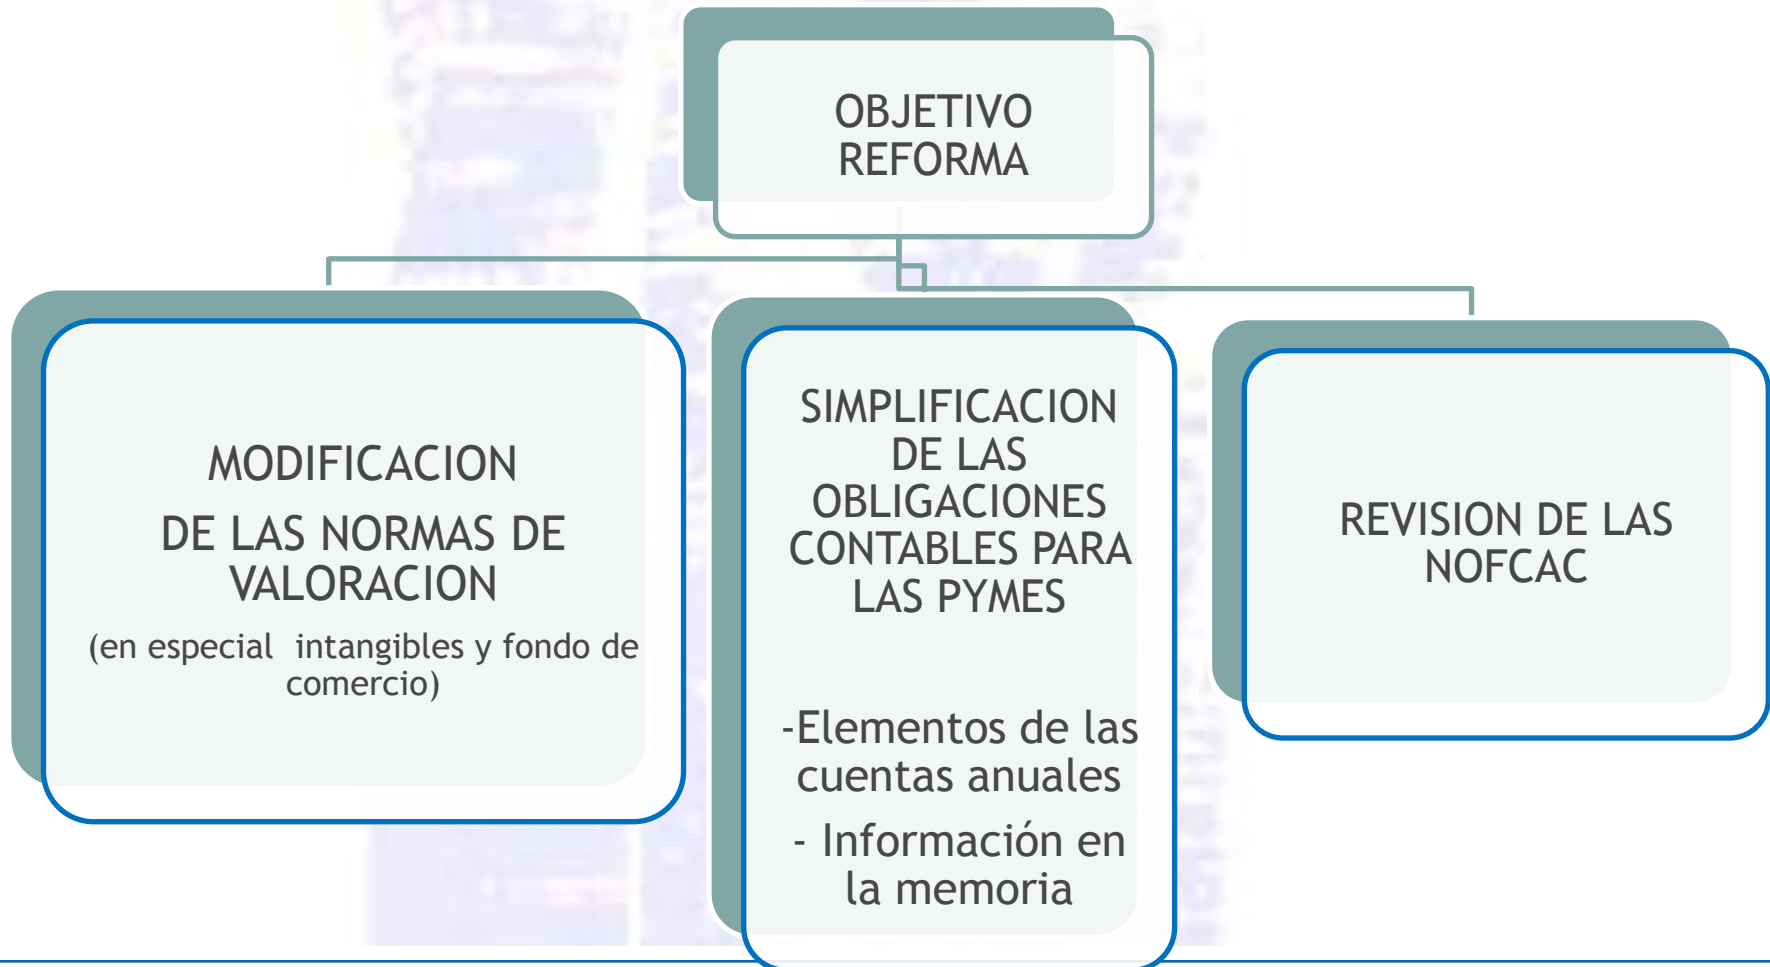 OBJETIVO
REFORMA
MODIFICACION
DE LAS NORMAS DE
VALORACION
(en especial intangibles y fondo de
comercio)
SIMPLIFICACION
DE LAS
OBLIGACIONES
CONTABLES PARA
LAS PYMES
-Elementos de las
cuentas anuales
- Información en
la memoria
REVISION DE LAS
NOFCAC